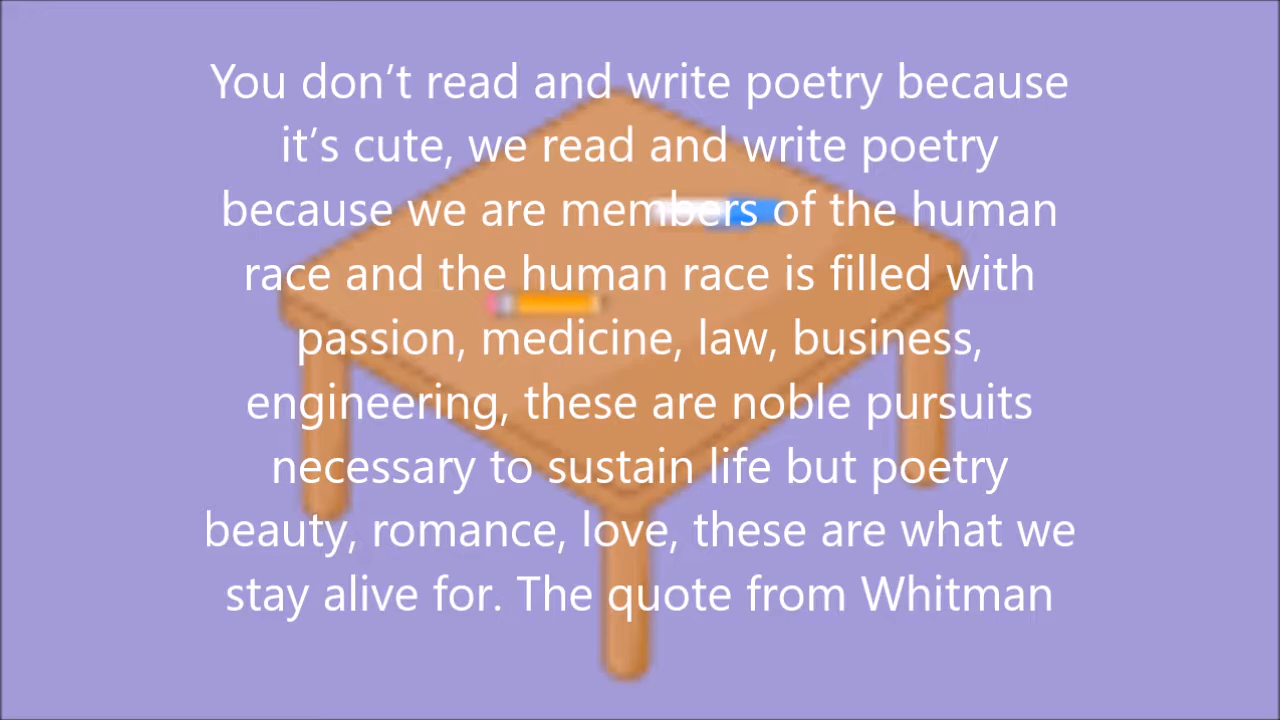 You don’t read and write poetry because
it’s cute, we read and write poetry
because we are members of the human
race and the human race is filled with
passion, medicine, law, business,
engineering, these are noble pursuits
necessary to sustain life but poetry
beauty, romance, love, these are what we
stay alive for. The quote from Whitman